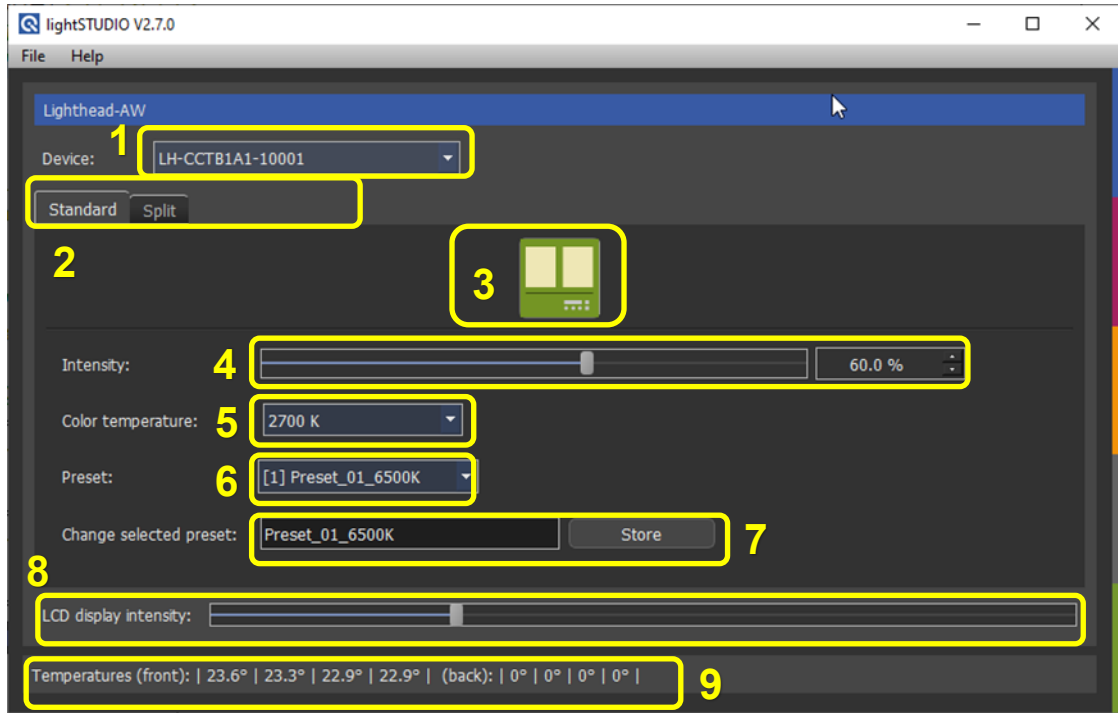 lightSTUDIO V2.7.0
File Help
Lighthead-AW
1
Device: LH-CCTB1A1-10001
Standard Split
2
3
Intensity: 4 60.0 %
Color temperature: 5 2700 K
Preset: 6 [1] Preset_01_6500K
Change selected preset: Preset_01_6500K Store 7
8
LCD display intensity:
Temperatures (front): | 23.6° | 23.3° | 22.9° | 22.9° | (back): | 0° | 0° | 0° | 0° | 9